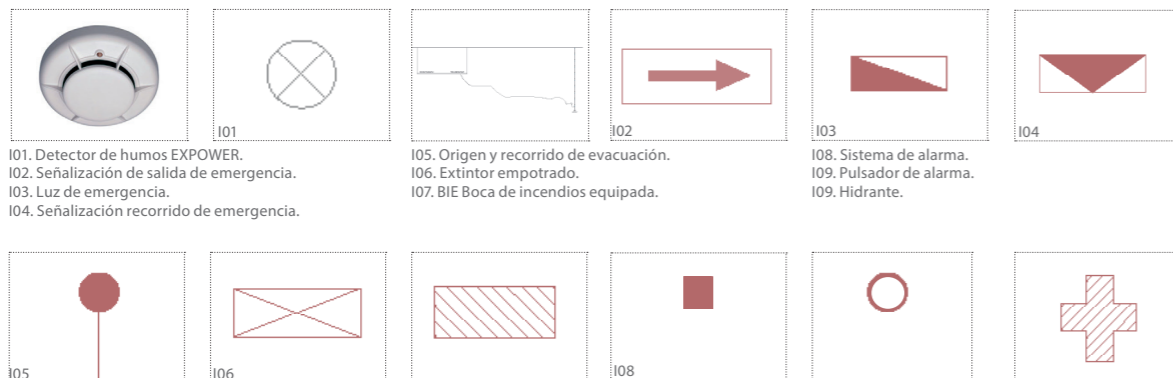 I01
I02
I03
I04
I01. Detector de humos EXPOWER.
I02. Señalización de salida de emergencia.
I03. Luz de emergencia.
I04. Señalización recorrido de emergencia.
I05. Origen y recorrido de evacuación.
I06. Extintor empotrado.
I07. BIE Boca de incendios equipada.
I08. Sistema de alarma.
I09. Pulsador de alarma.
I09. Hidrante.
I05
I06
I08